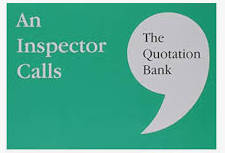 An
Inspector
Calls
The
Quotation
Bank